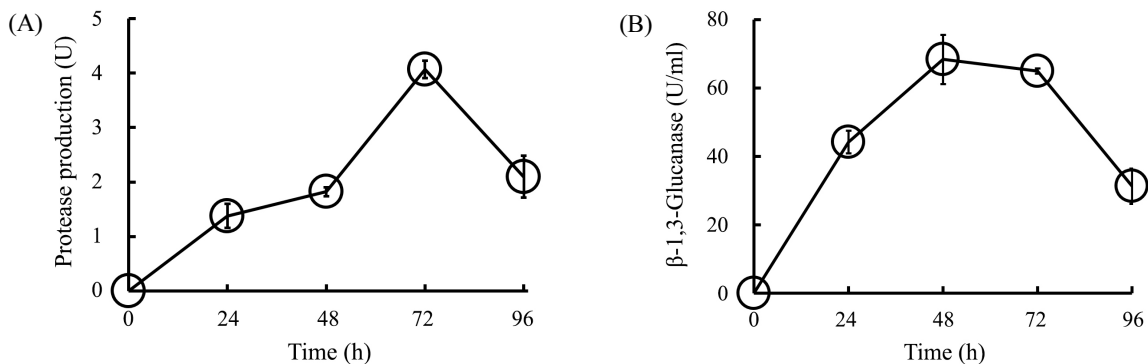 (A)
Protease production (U)
5
4
3
2
1
0
0 24 48 72 96
Time (h)
(B)
β-1,3-Glucanase (U/ml)
80
60
40
20
0
0 24 48 72 96
Time (h)